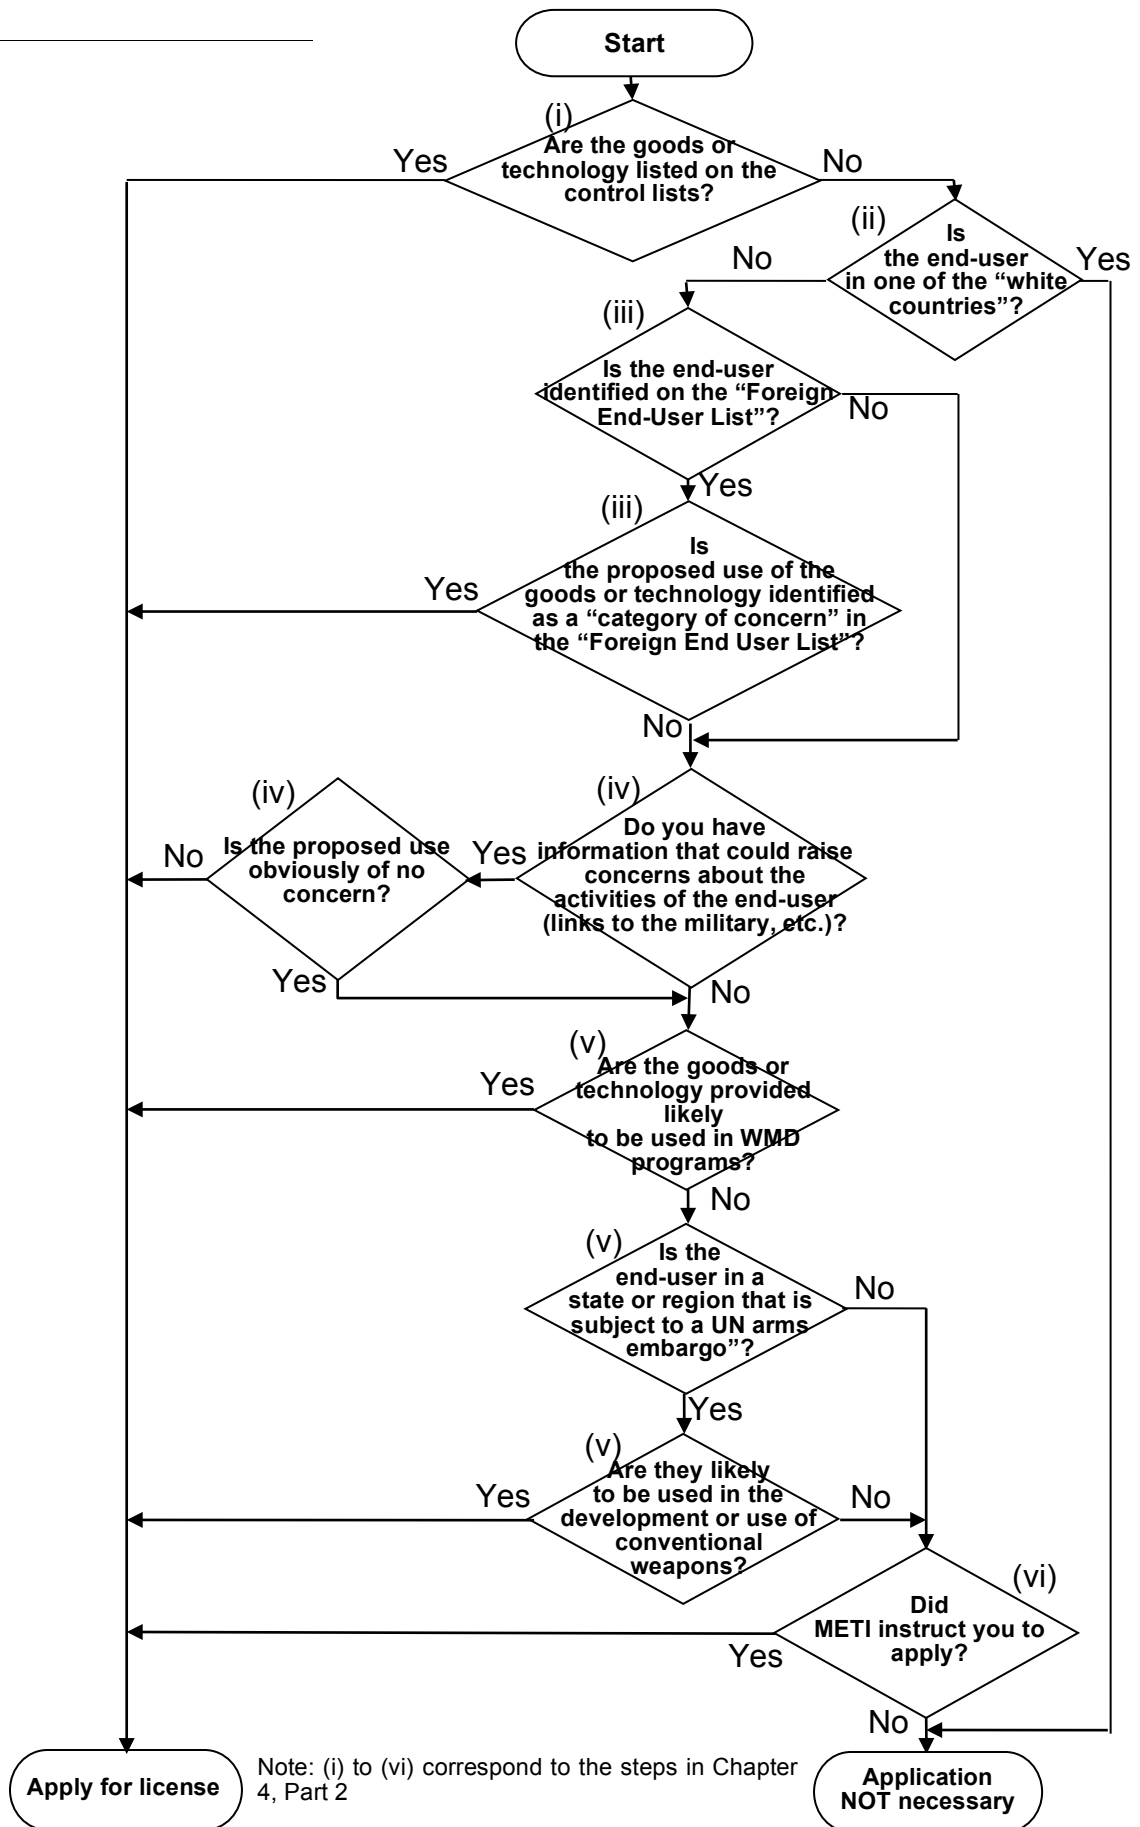 Start
(i)
Are the goods or
technology listed on the
control lists?
Yes
No
(ii)
Is
the end-user
in one of the “white
countries”?
No
Yes
(iii)
Is the end-user
identified on the “Foreign
End-User List”?
No
Yes
(iii)
Is
the proposed use of the
goods or technology identified
as a “category of concern” in
the “Foreign End User List”?
Yes
No
(iv)
Do you have
information that could raise
concerns about the
activities of the end-user
(links to the military, etc.)?
Yes
(iv)
Is the proposed use
obviously of no
concern?
No
Yes
No
(v)
Are the goods or
technology provided
likely
to be used in WMD
programs?
Yes
No
(v)
Is the
end-user in a
state or region that is
subject to a UN arms
embargo”?
No
Yes
(v)
Are they likely
to be used in the
development or use of
conventional
weapons?
Yes
No
(vi)
Did
METI instruct you to
apply?
Yes
No
Apply for license
Note: (i) to (vi) correspond to the steps in Chapter
4, Part 2
Application
NOT necessary